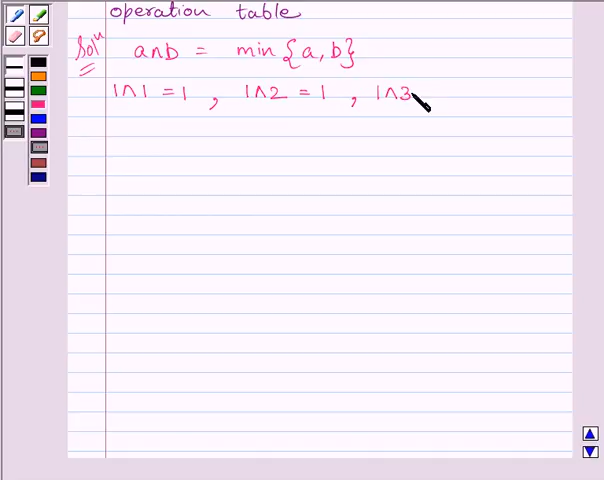 operation table
Solⁿ a∧b = min {a, b}
1∧1 = 1 , 1∧2 = 1 , 1∧3